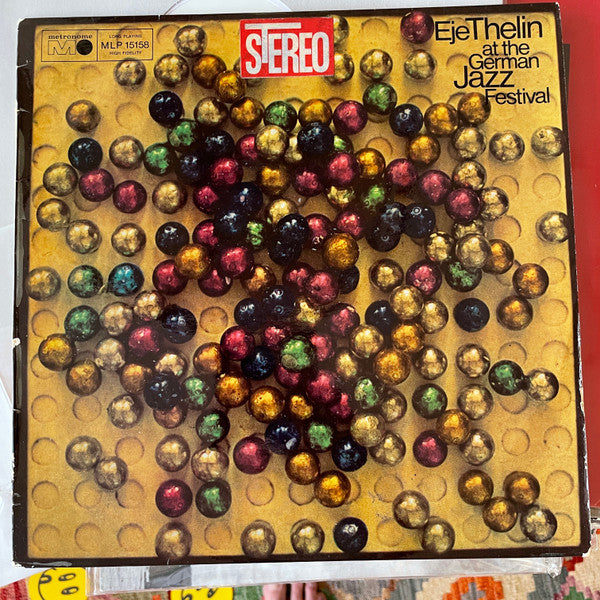 metronome
M
LONG PLAYING
MLP 15158
HIGH FIDELITY
STEREO
Eje Thelin
at the
German
Jazz
Festival